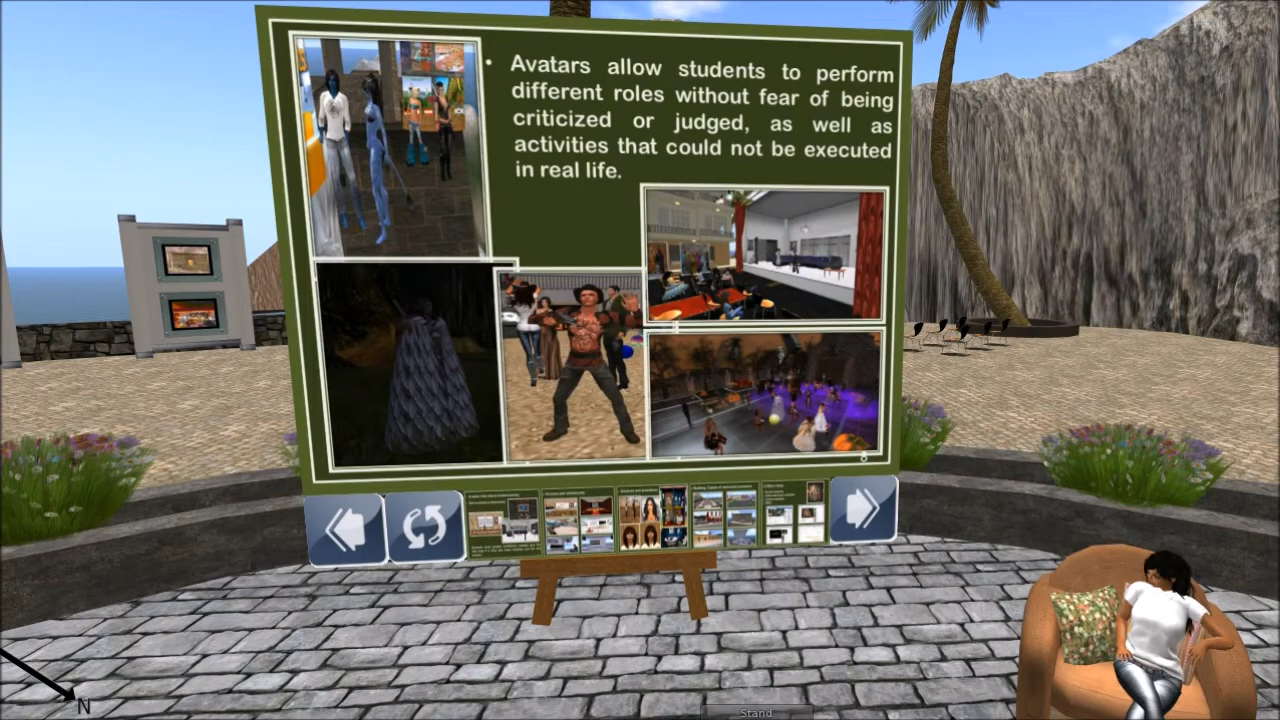 • Avatars allow students to perform
different roles without fear of being
criticized or judged, as well as
activities that could not be executed
in real life.
8
N
Stand